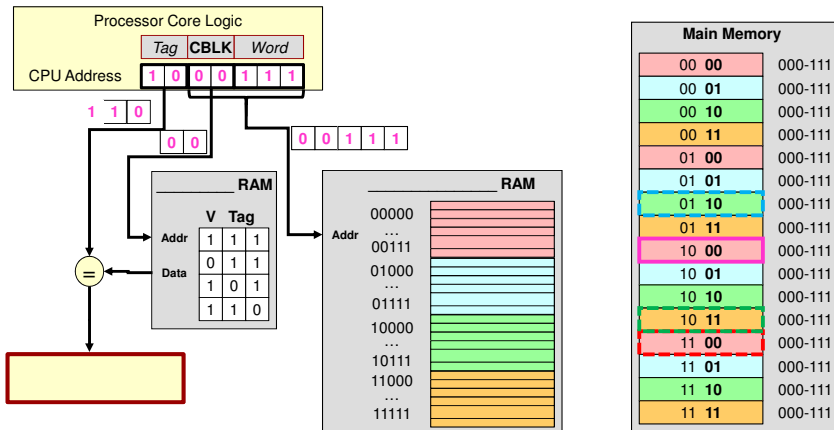 Processor Core Logic
Tag CBLK Word
CPU Address 1 0 0 0 1 1 1
1 1 0
0 0
0 0 1 1 1
_________ RAM
V Tag
Addr
Data
1 1 1
0 1 1
1 0 1
1 1 0
=
________________ RAM
Addr
00000
...
00111
01000
...
01111
10000
...
10111
11000
...
11111
Main Memory
00 00 000-111
00 01 000-111
00 10 000-111
00 11 000-111
01 00 000-111
01 01 000-111
01 10 000-111
01 11 000-111
10 00 000-111
10 01 000-111
10 10 000-111
10 11 000-111
11 00 000-111
11 01 000-111
11 10 000-111
11 11 000-111